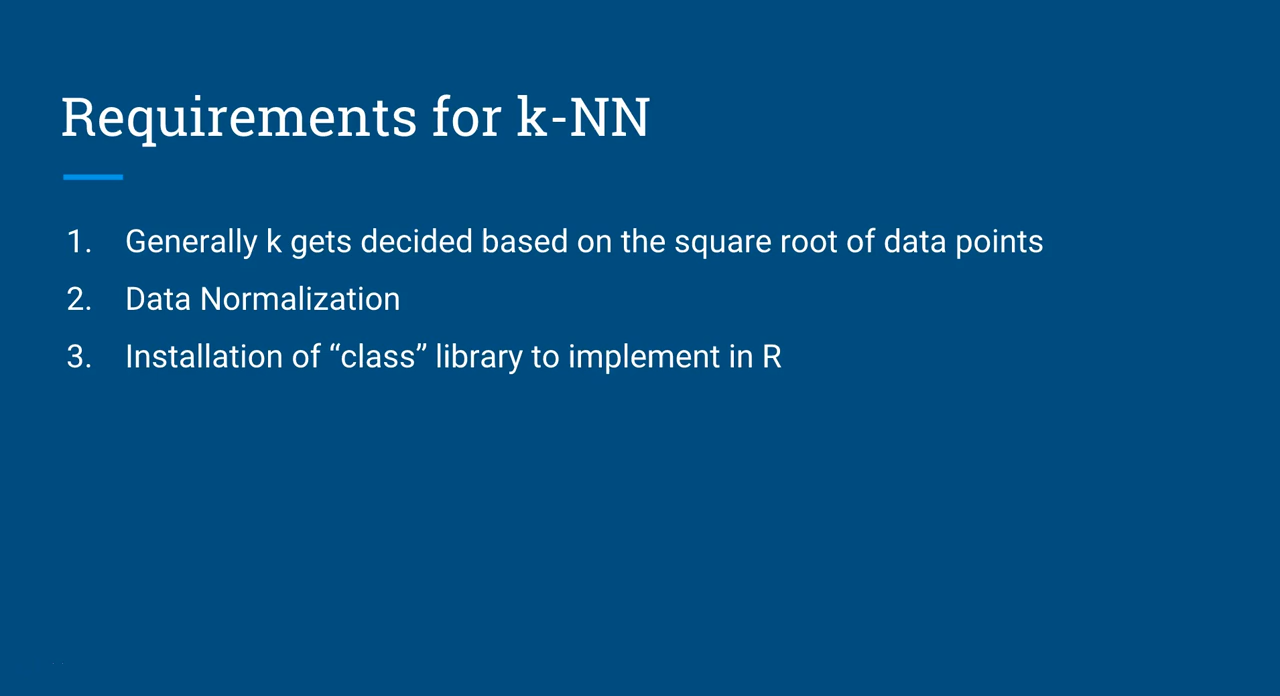 Requirements for k-NN
1. Generally k gets decided based on the square root of data points
2. Data Normalization
3. Installation of “class” library to implement in R